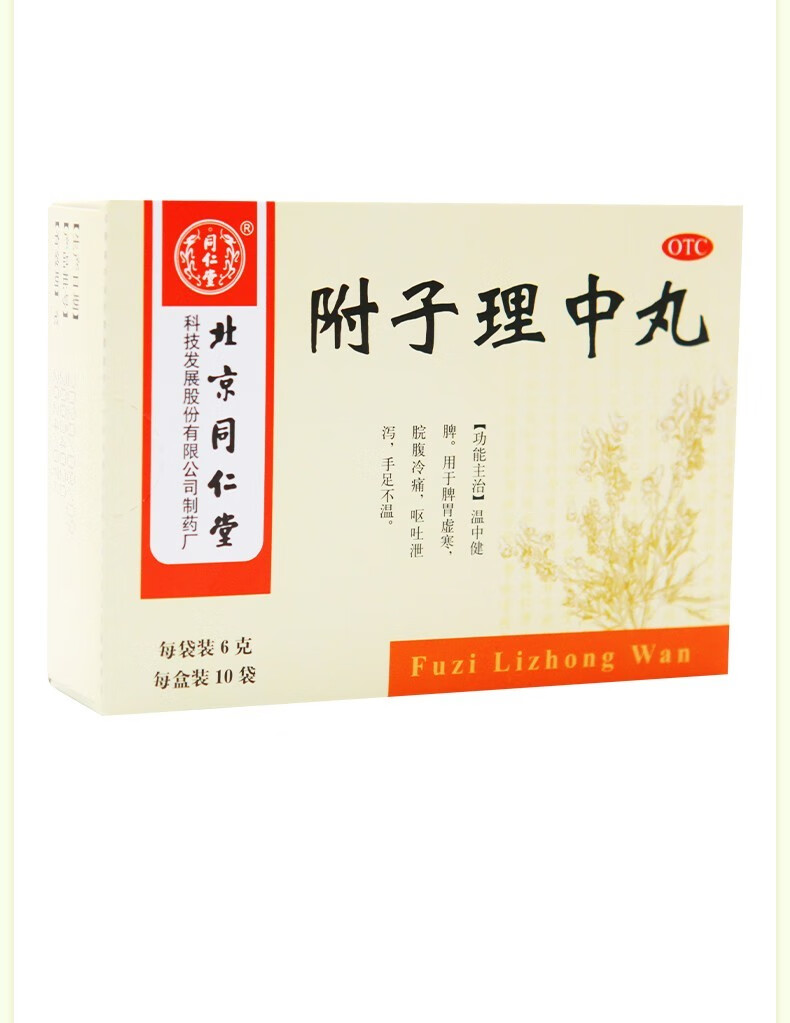 同仁堂
®
北京同仁堂
科技发展股份有限公司制药厂
OTC
附子理中丸
【功能主治】温中健
脾。用于脾胃虚寒,
脘腹冷痛,呕吐泄
泻,手足不温。
每袋装6克
每盒装10袋
Fuzi Lizhong Wan